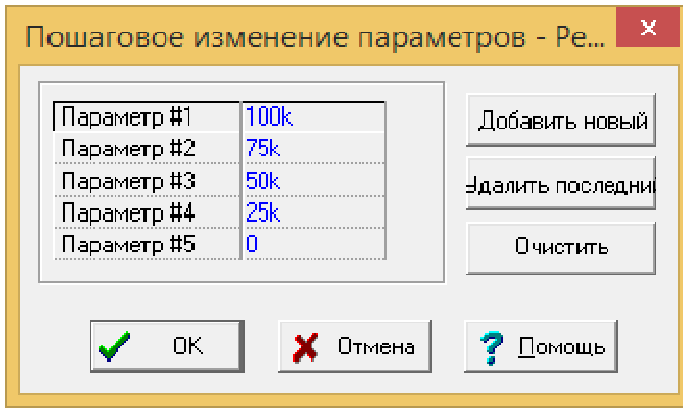 Пошаговое изменение параметров - Ре...
x
Параметр #1 100k
Параметр #2 75k
Параметр #3 50k
Параметр #4 25k
Параметр #5 0
Добавить новый
Удалить последний
Очистить
OK
Отмена
Помощь